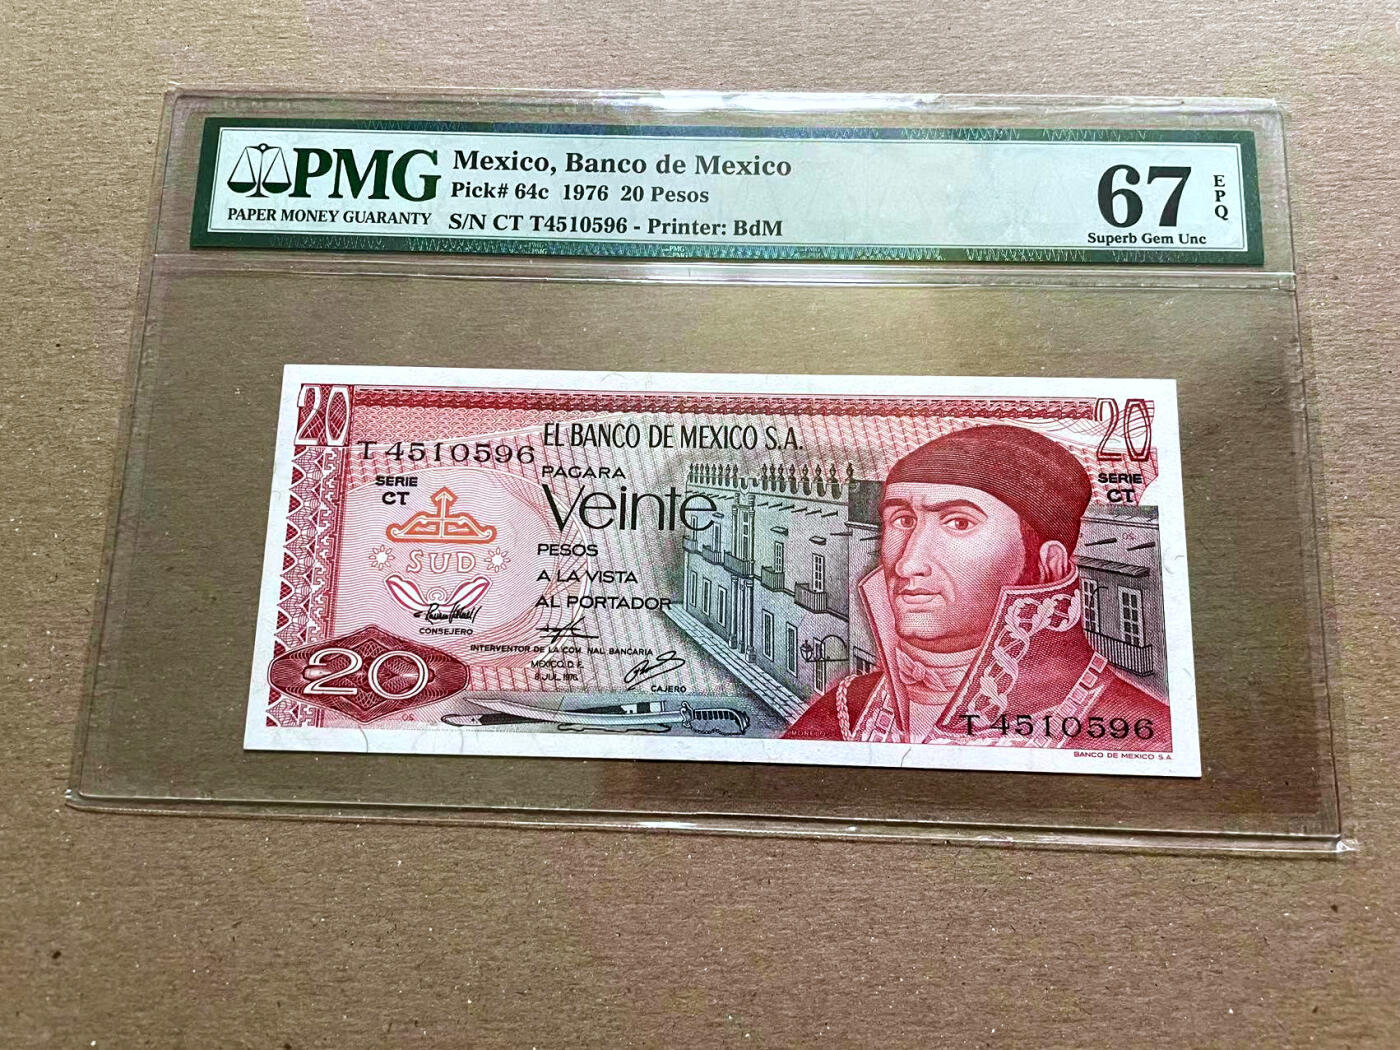 PMG
PAPER MONEY GUARANTY
Mexico, Banco de Mexico
Pick# 64c 1976 20 Pesos
S/N CT T4510596 - Printer: BdM
67
EPQ
Superb Gem Unc
20
20
T 4510596
EL BANCO DE MEXICO S.A.
SERIE
CT
PAGARA
Veinte
SERIE
CT
SUD
PESOS
A LA VISTA
AL PORTADOR
CONSEJERO
INTERVENTOR DE LA COM. NAL. BANCARIA
MEXICO, D. F.
8 JUL. 1976
CAJERO
20
MORELOS
T 4510596
BANCO DE MEXICO S.A.